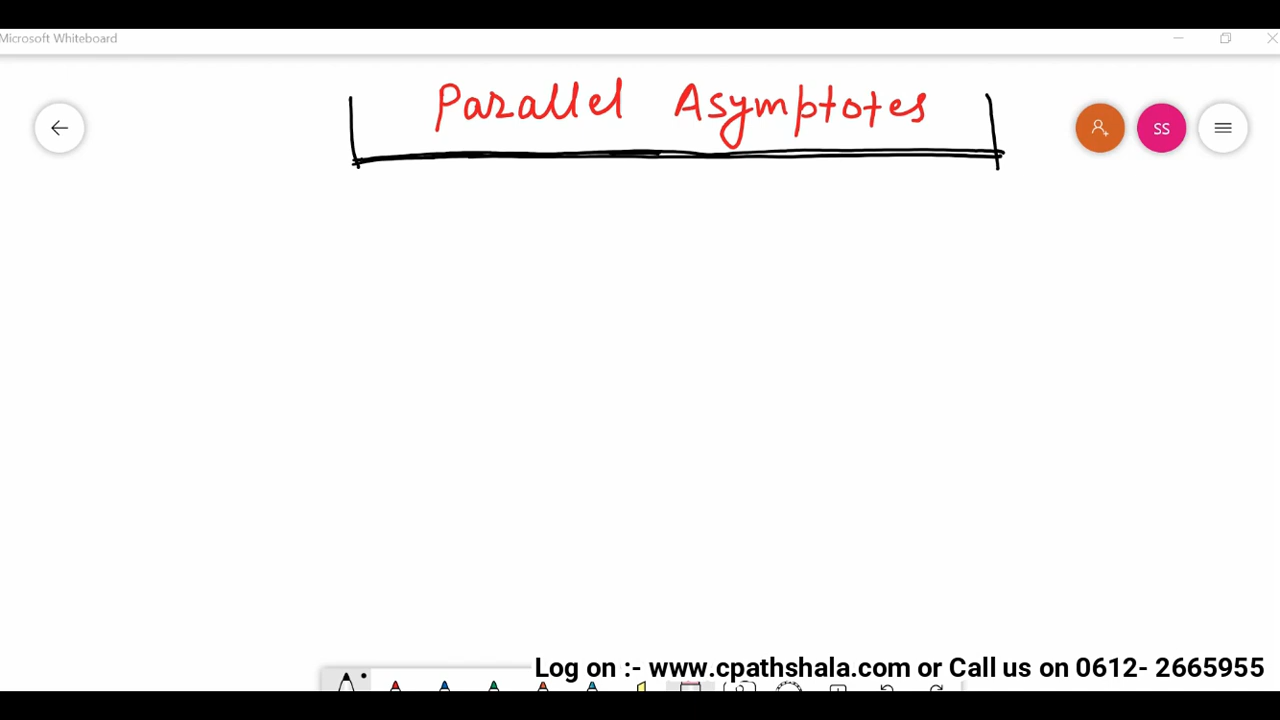 Microsoft Whiteboard
Parallel Asymptotes
SS
Log on :- www.cpathshala.com or Call us on 0612- 2665955